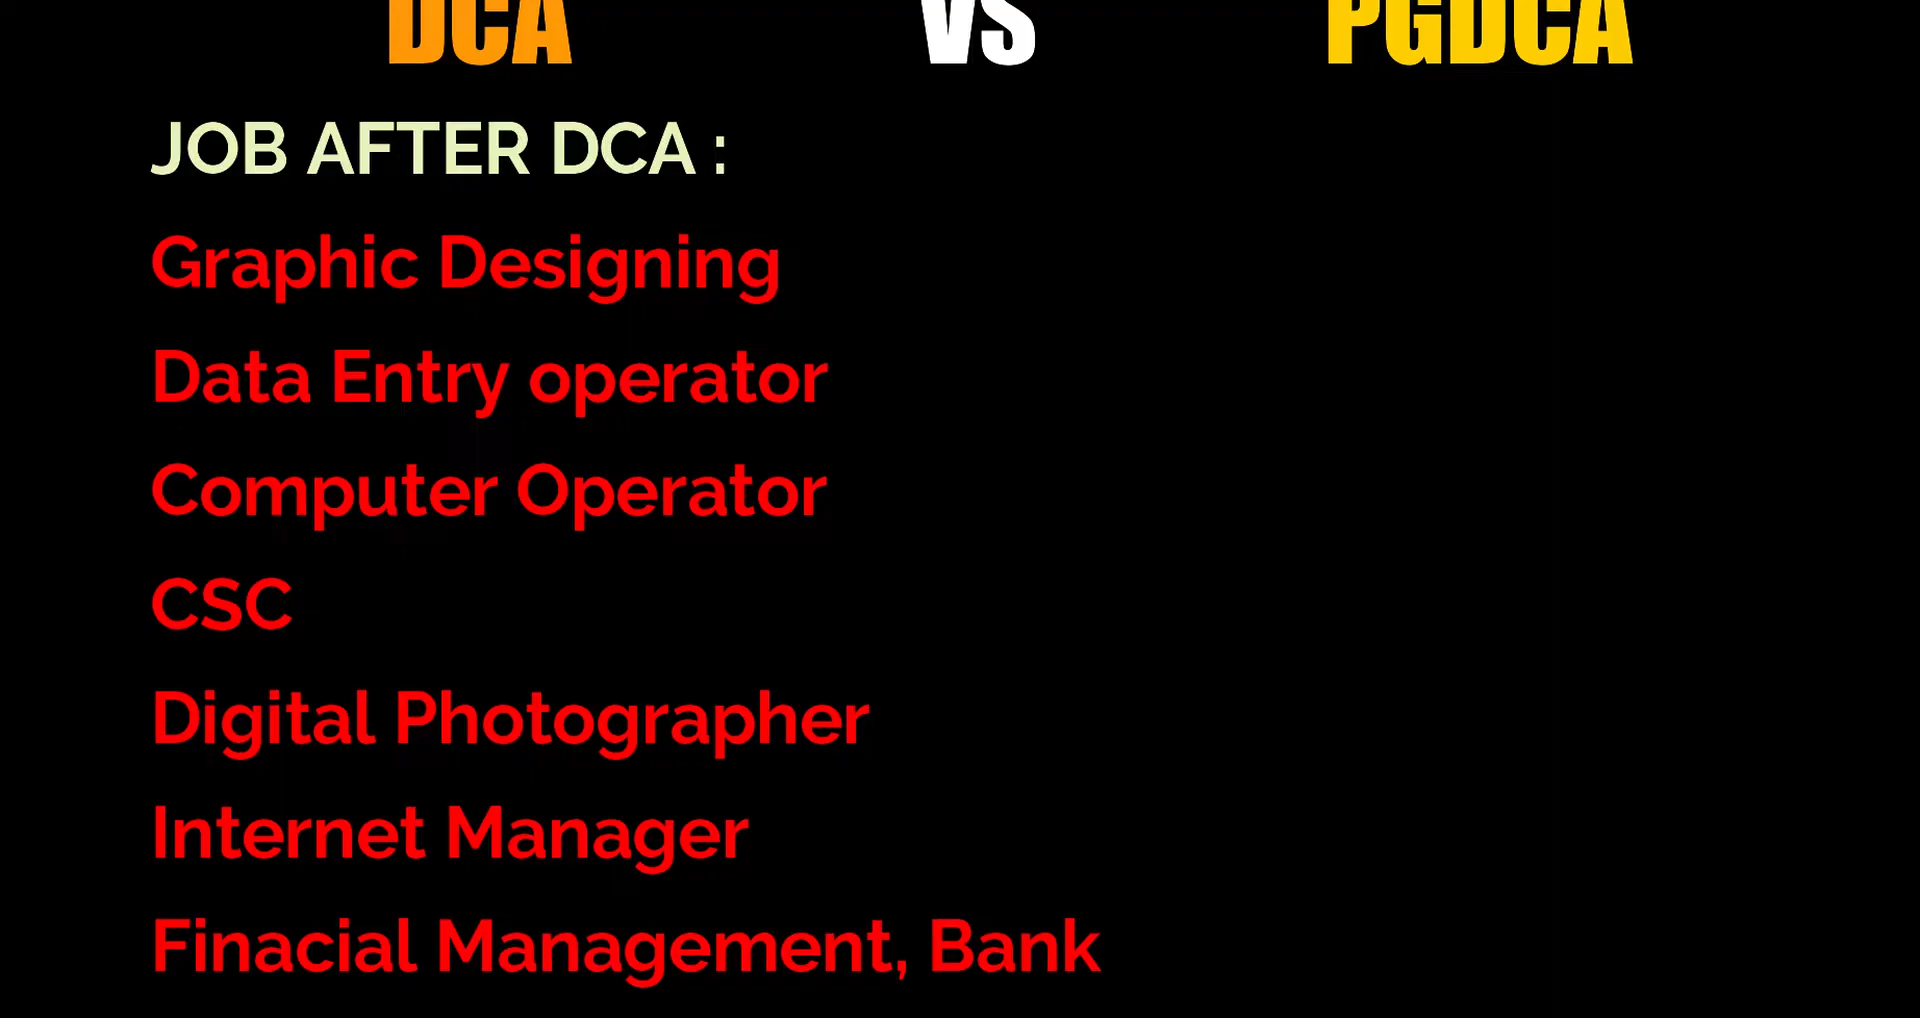 DCA VS PGDCA
JOB AFTER DCA :
Graphic Designing
Data Entry operator
Computer Operator
CSC
Digital Photographer
Internet Manager
Finacial Management, Bank